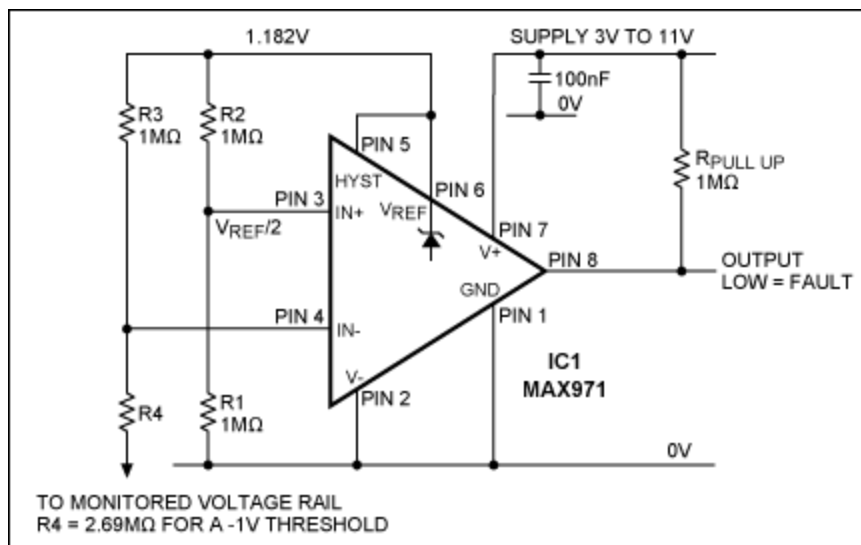 1.182V
SUPPLY 3V TO 11V
100nF
0V
R3
1MΩ
R2
1MΩ
PIN 5
RPULL UP
1MΩ
HYST
PIN 6
PIN 3
IN+
VREF
VREF/2
PIN 7
V+
PIN 8
OUTPUT
LOW = FAULT
GND
PIN 4
IN-
PIN 1
IC1
MAX971
V-
PIN 2
R4
R1
1MΩ
0V
TO MONITORED VOLTAGE RAIL
R4 = 2.69MΩ FOR A -1V THRESHOLD